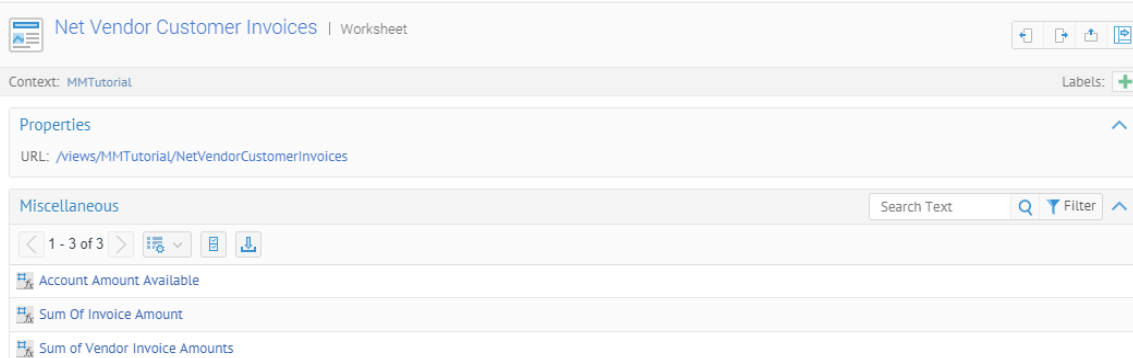 Net Vendor Customer Invoices | Worksheet
Context: MMTutorial Labels:
Properties
URL: /views/MMTutorial/NetVendorCustomerInvoices
Miscellaneous Search Text Filter
1 - 3 of 3
Account Amount Available
Sum Of Invoice Amount
Sum of Vendor Invoice Amounts